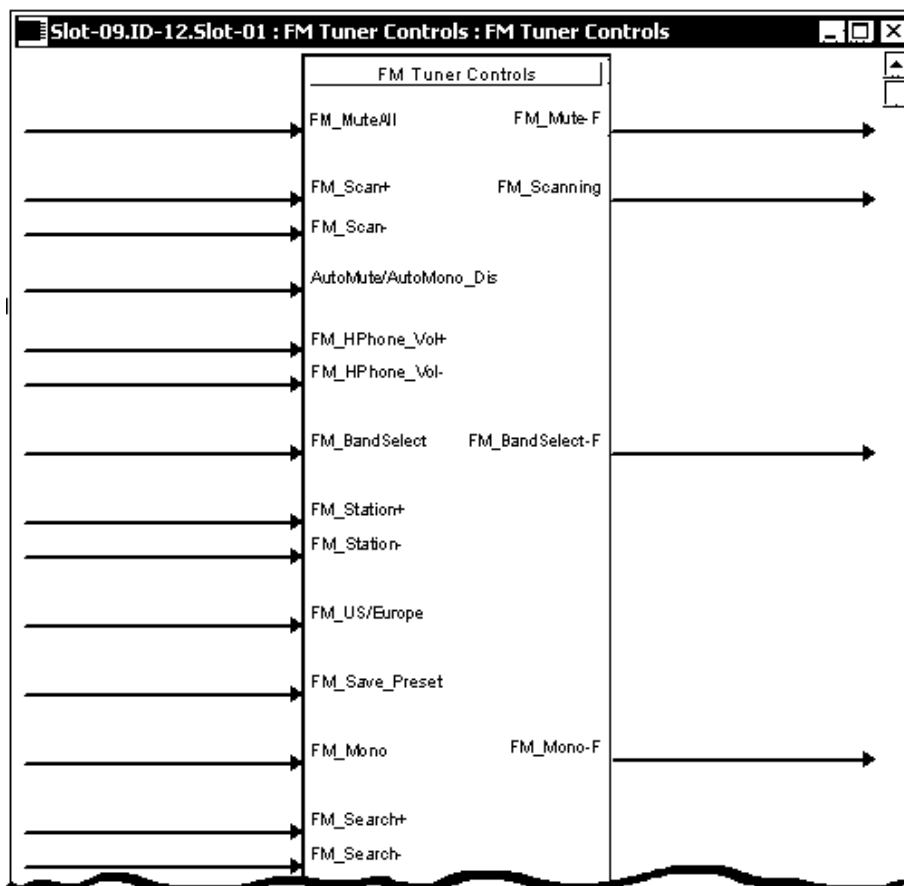 Slot-09.ID-12.Slot-01 : FM Tuner Controls : FM Tuner Controls
FM Tuner Controls
FM_MuteAll FM_Mute-F
FM_Scan+ FM_Scanning
FM_Scan-
AutoMute/AutoMono_Dis
FM_HPhone_Vol+
FM_HPhone_Vol-
FM_BandSelect FM_BandSelect-F
FM_Station+
FM_Station-
FM_US/Europe
FM_Save_Preset
FM_Mono FM_Mono-F
FM_Search+
FM_Search-